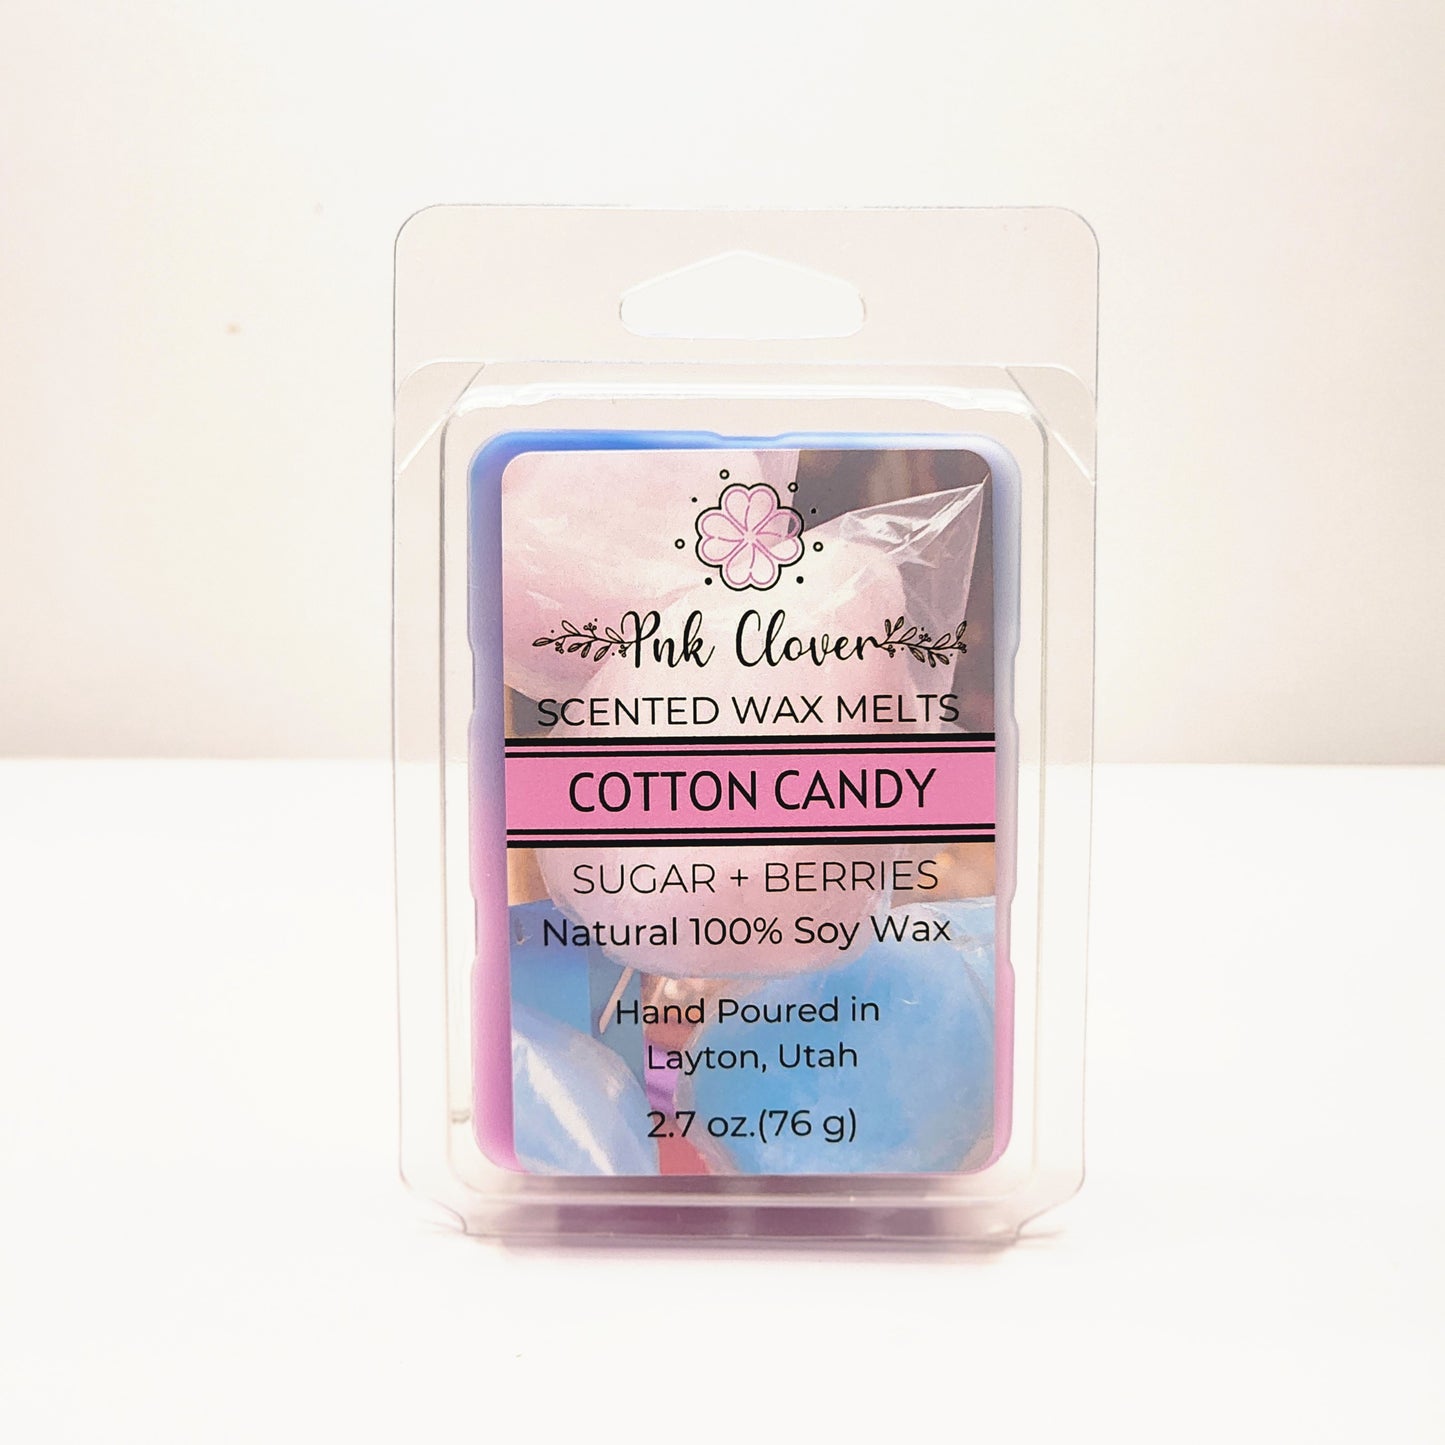 Pnk Clover
SCENTED WAX MELTS
COTTON CANDY
SUGAR + BERRIES
Natural 100% Soy Wax
Hand Poured in
Layton, Utah
2.7 oz.(76 g)